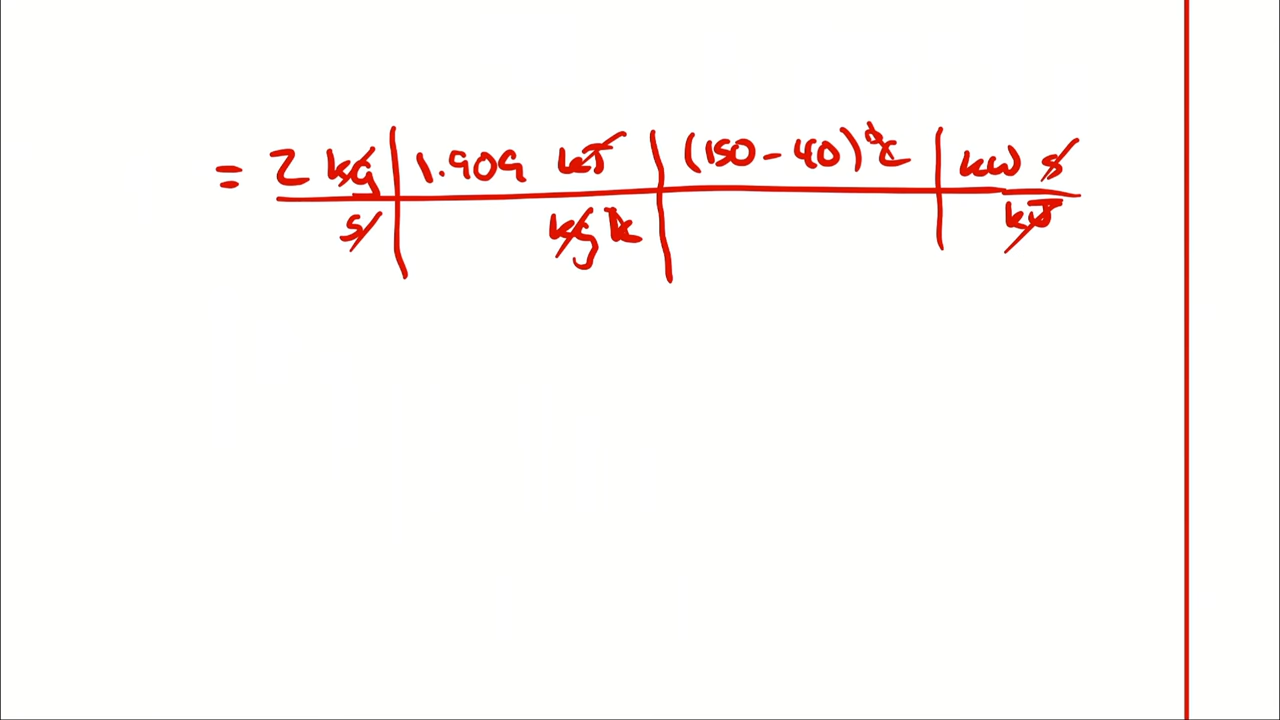 = 2 kg | 1.909 kJ | (150 - 40)°C | kW s
s | kg K | | kJ